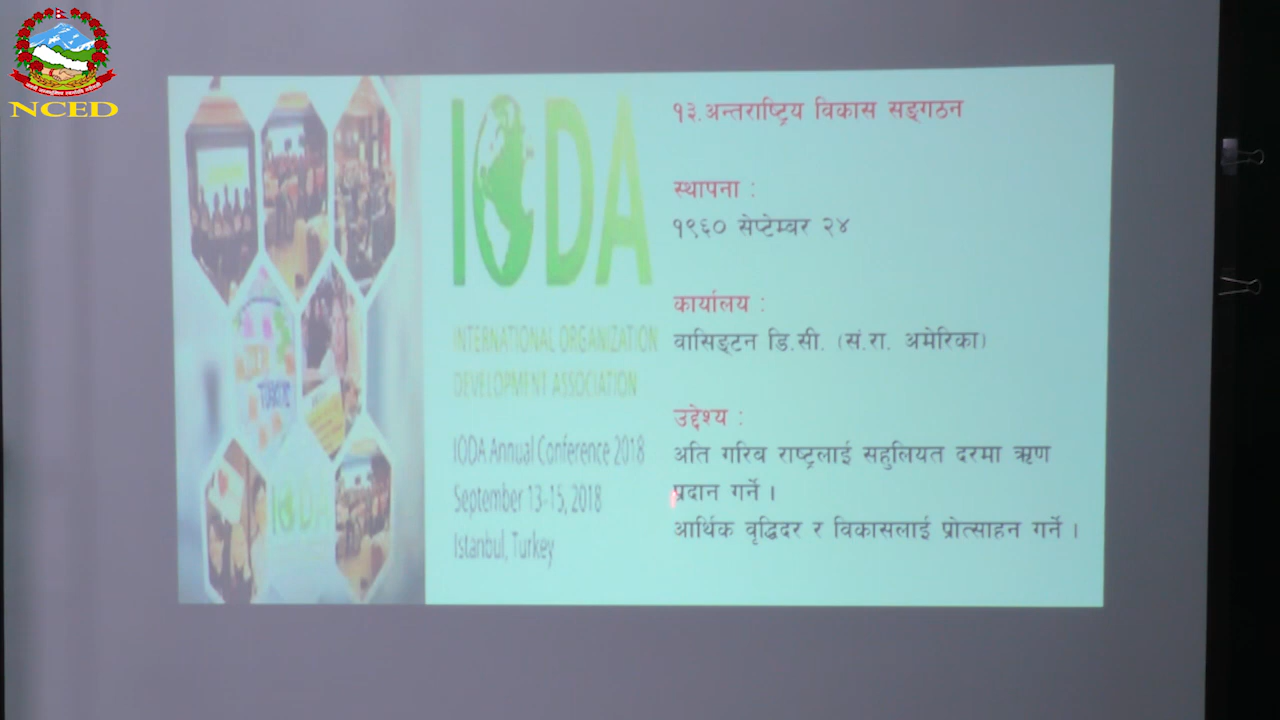 NCED
IODA
INTERNATIONAL ORGANIZATION
DEVELOPMENT ASSOCIATION
IODA Annual Conference 2018
September 13-15, 2018
Istanbul, Turkey
१३.अन्तराष्ट्रिय विकास सङ्गठन
स्थापना :
१९६० सेप्टेम्बर २४
कार्यालय :
वासिङ्टन डि.सी. (सं.रा. अमेरिका)
उद्देश्य :
अति गरिब राष्ट्रलाई सहुलियत दरमा ऋण
प्रदान गर्ने ।
आर्थिक वृद्धिदर र विकासलाई प्रोत्साहन गर्ने ।